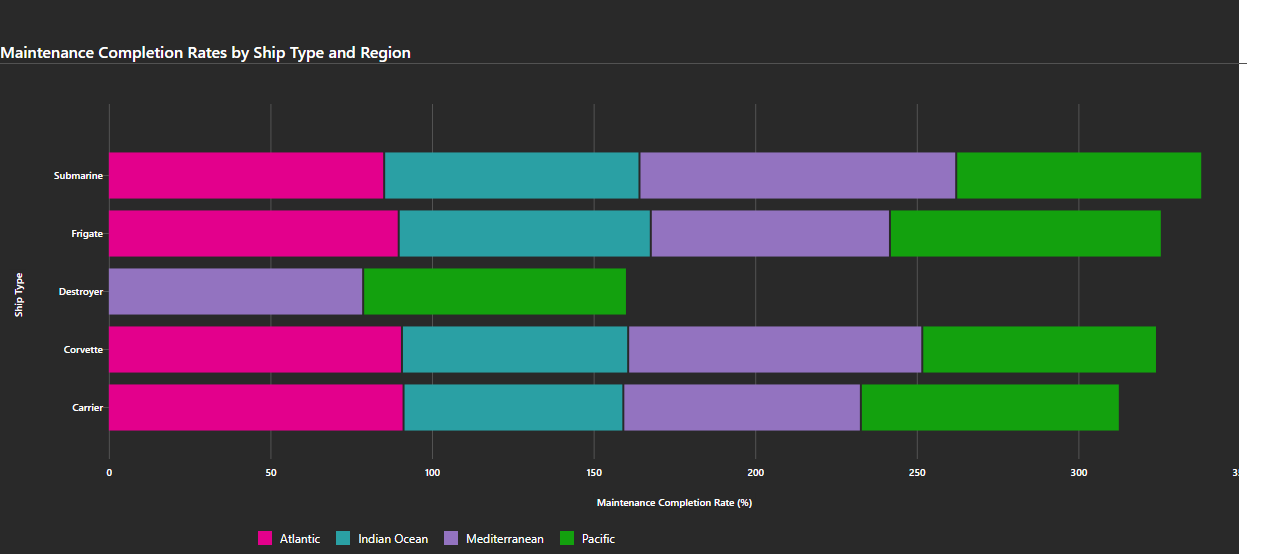 Maintenance Completion Rates by Ship Type and Region
Ship Type
Submarine
Frigate
Destroyer
Corvette
Carrier
0 50 100 150 200 250 300
Maintenance Completion Rate (%)
Atlantic Indian Ocean Mediterranean Pacific